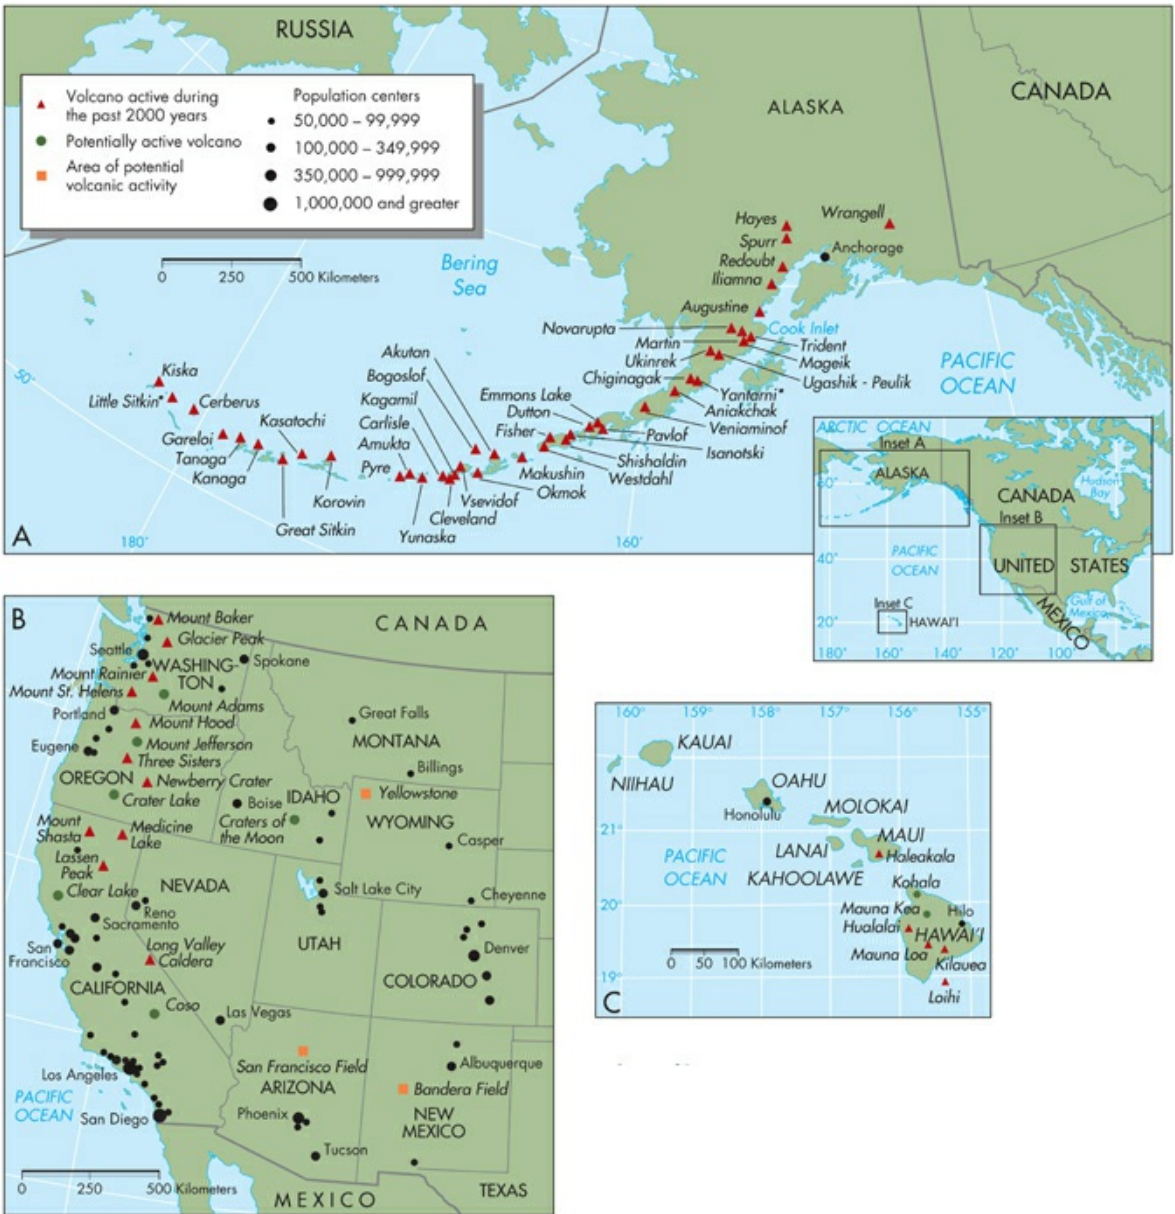 RUSSIA
ALASKA
CANADA
Volcano active during
the past 2000 years
Potentially active volcano
Area of potential
volcanic activity
Population centers
50,000 – 99,999
100,000 – 349,999
350,000 – 999,999
1,000,000 and greater
0 250 500 Kilometers
Bering
Sea
Hayes
Wrangell
Spurr
Anchorage
Redoubt
Iliamna
Augustine
Novarupta
Cook Inlet
Martin
Trident
Ukinrek
Mageik
Chiginagak
Ugashik - Peulik
Yantarni
Aniakchak
Veniaminof
PACIFIC
OCEAN
Akutan
Bogoslof
Kagamil
Carlisle
Amukta
Pyre
Emmons Lake
Dutton
Fisher
Pavlof
Isanotski
Shishaldin
Westdahl
Makushin
Okmok
Vsevidof
Cleveland
Yunaska
50°
Kiska
Little Sitkin
Cerberus
Kasatochi
Gareloi
Tanaga
Kanaga
Korovin
Great Sitkin
A
180°
160°
ARCTIC OCEAN
Inset A
ALASKA
60°
Hudson
Bay
CANADA
Inset B
PACIFIC
OCEAN
40°
UNITED STATES
Inset C
HAWAI'I
20°
MEXICO
Gulf of
Mexico
180° 160° 140° 120° 100°
B
CANADA
Mount Baker
Glacier Peak
Seattle
WASHING-
TON
Spokane
Mount Rainier
Mount St. Helens
Mount Adams
Portland
Mount Hood
Great Falls
MONTANA
Mount Jefferson
Eugene
Three Sisters
Billings
OREGON
Newberry Crater
Crater Lake
Boise
IDAHO
Yellowstone
Craters of
the Moon
WYOMING
Mount
Shasta
Medicine
Lake
Casper
Lassen
Peak
Clear Lake
NEVADA
Salt Lake City
Cheyenne
Reno
Sacramento
San
Francisco
Long Valley
Caldera
UTAH
Denver
COLORADO
CALIFORNIA
Coso
Las Vegas
San Francisco Field
Albuquerque
Los Angeles
ARIZONA
Bandera Field
PACIFIC
OCEAN
San Diego
Phoenix
NEW
MEXICO
Tucson
0 250 500 Kilometers
MEXICO
TEXAS
160° 159° 158° 157° 156° 155°
KAUAI
NIIHAU
OAHU
Honolulu
MOLOKAI
21°
MAUI
LANAI
Haleakala
PACIFIC
OCEAN
KAHOOLAWE
Kohala
20°
Mauna Kea
Hilo
Hualalai
HAWAI'I
Mauna Loa
Kilauea
0 50 100 Kilometers
19°
Loihi
C